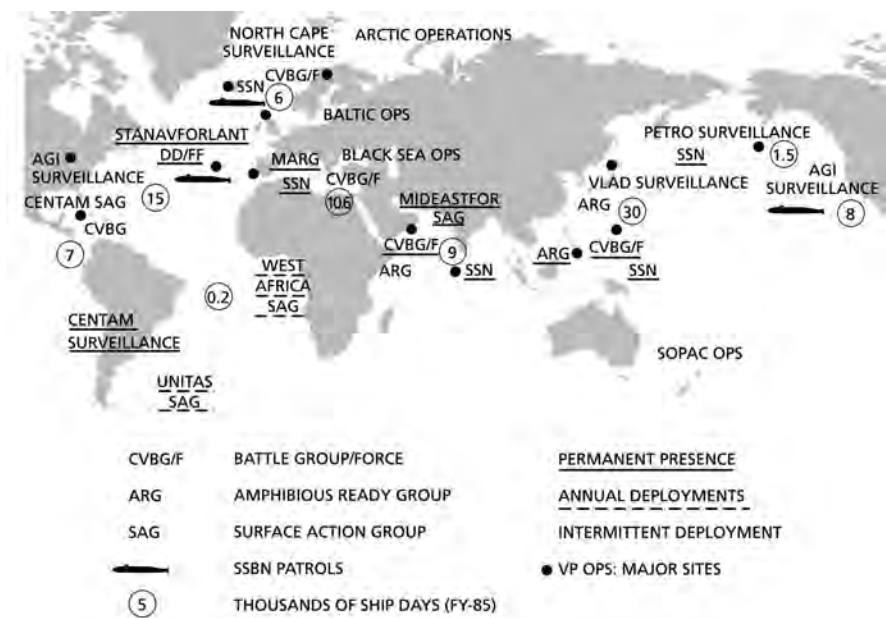 NORTH CAPE
SURVEILLANCE
ARCTIC OPERATIONS
SSN
CVBG/F
6
BALTIC OPS
STANAVFORLANT
DD/FF
AGI
SURVEILLANCE
15
MARG
SSN
BLACK SEA OPS
CVBG/F
10.6
CENTAM SAG
CVBG
7
MIDEASTFOR
SAG
CVBG/F
9
ARG
SSN
PETRO SURVEILLANCE
SSN
1.5
VLAD SURVEILLANCE
AGI
SURVEILLANCE
8
ARG
30
ARG
CVBG/F
SSN
WEST
AFRICA
SAG
0.2
CENTAM
SURVEILLANCE
SOPAC OPS
UNITAS
SAG
CVBG/F BATTLE GROUP/FORCE PERMANENT PRESENCE
ARG AMPHIBIOUS READY GROUP ANNUAL DEPLOYMENTS
SAG SURFACE ACTION GROUP INTERMITTENT DEPLOYMENT
SSBN PATROLS VP OPS: MAJOR SITES
5 THOUSANDS OF SHIP DAYS (FY-85)